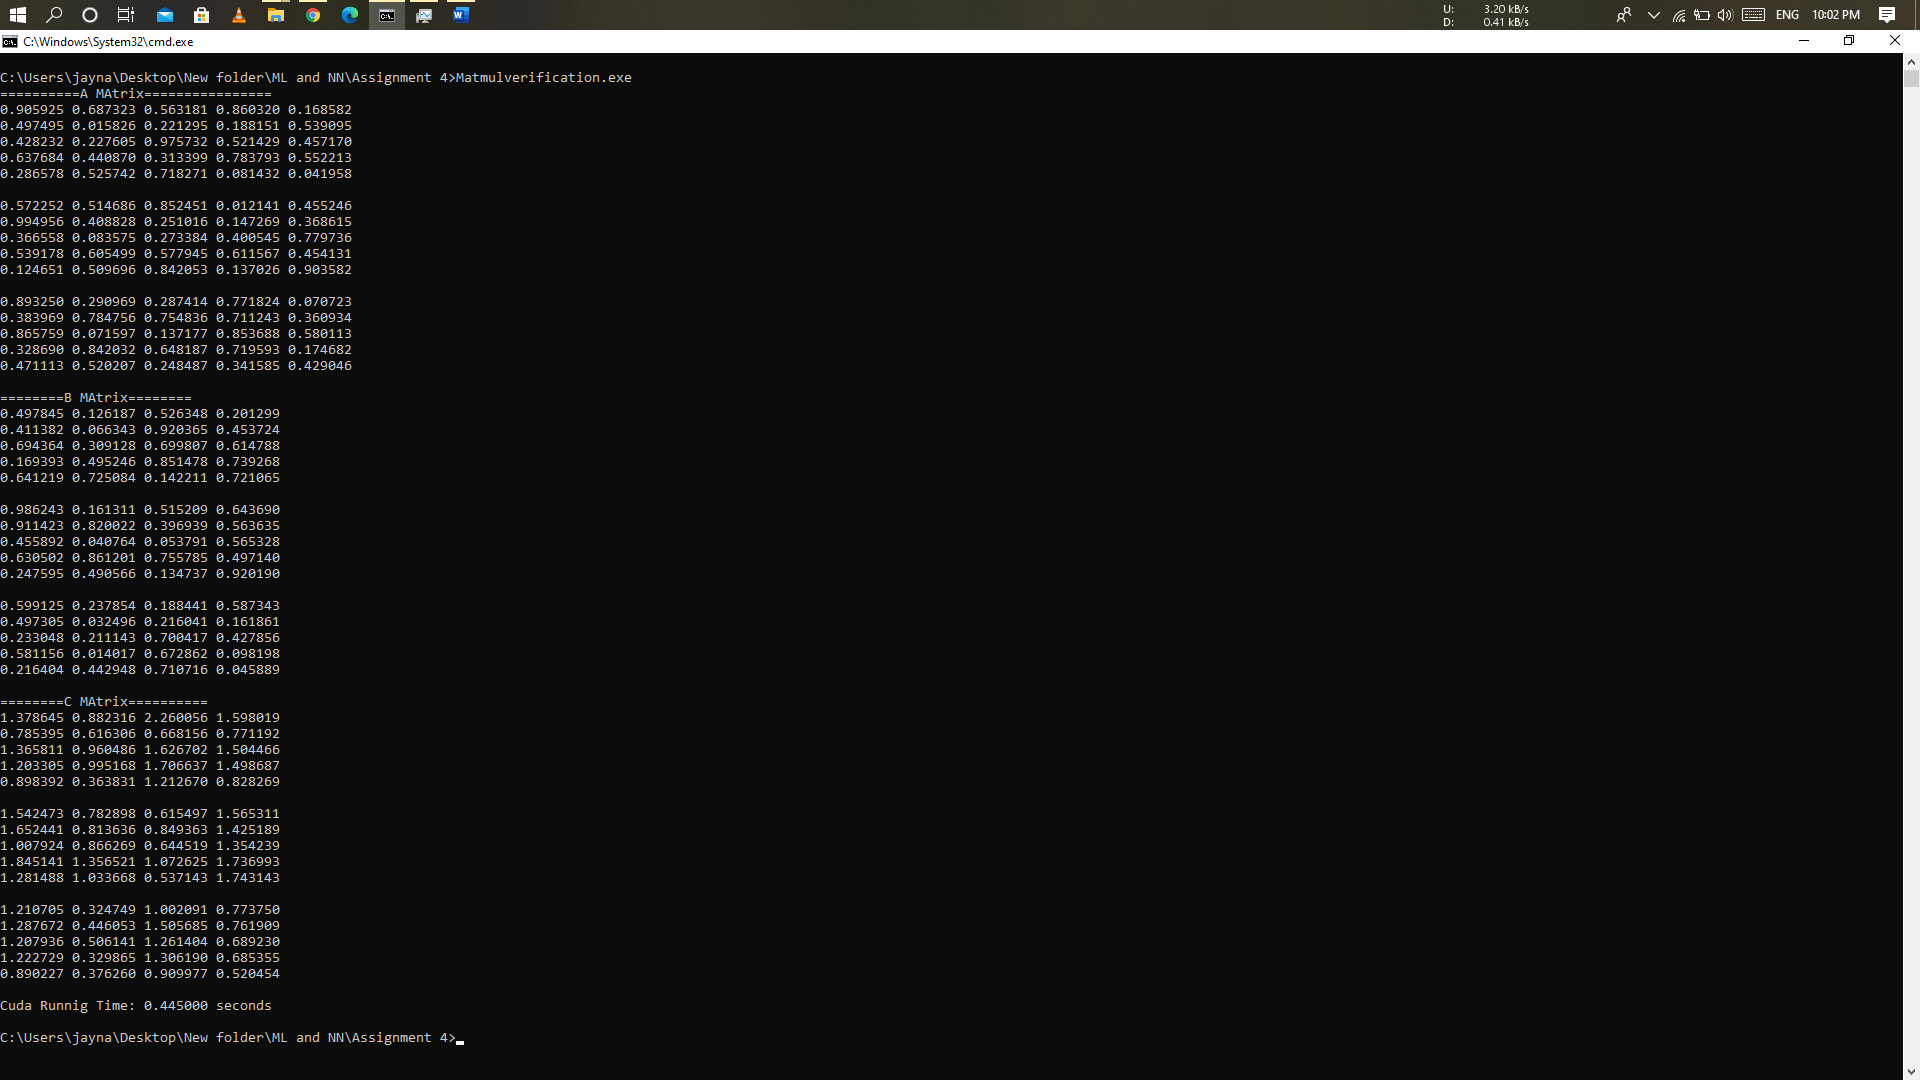 U: 3.20 kB/s
D: 0.41 kB/s
ENG 10:02 PM
C:\Windows\System32\cmd.exe
C:\Users\jayna\Desktop\New folder\ML and NN\Assignment 4>Matmulverification.exe
==========A MAtrix================
0.905925 0.687323 0.563181 0.860320 0.168582
0.497495 0.015826 0.221295 0.188151 0.539095
0.428232 0.227605 0.975732 0.521429 0.457170
0.637684 0.440870 0.313399 0.783793 0.552213
0.286578 0.525742 0.718271 0.081432 0.041958
0.572252 0.514686 0.852451 0.012141 0.455246
0.994956 0.408828 0.251016 0.147269 0.368615
0.366558 0.083575 0.273384 0.400545 0.779736
0.539178 0.605499 0.577945 0.611567 0.454131
0.124651 0.509696 0.842053 0.137026 0.903582
0.893250 0.290969 0.287414 0.771824 0.070723
0.383969 0.784756 0.754836 0.711243 0.360934
0.865759 0.071597 0.137177 0.853688 0.580113
0.328690 0.842032 0.648187 0.719593 0.174682
0.471113 0.520207 0.248487 0.341585 0.429046
========B MAtrix========
0.497845 0.126187 0.526348 0.201299
0.411382 0.066343 0.920365 0.453724
0.694364 0.309128 0.699807 0.614788
0.169393 0.495246 0.851478 0.739268
0.641219 0.725084 0.142211 0.721065
0.986243 0.161311 0.515209 0.643690
0.911423 0.820022 0.396939 0.563635
0.455892 0.040764 0.053791 0.565328
0.630502 0.861201 0.755785 0.497140
0.247595 0.490566 0.134737 0.920190
0.599125 0.237854 0.188441 0.587343
0.497305 0.032496 0.216041 0.161861
0.233048 0.211143 0.700417 0.427856
0.581156 0.014017 0.672862 0.098198
0.216404 0.442948 0.710716 0.045889
========C MAtrix==========
1.378645 0.882316 2.260056 1.598019
0.785395 0.616306 0.668156 0.771192
1.365811 0.960486 1.626702 1.504466
1.203305 0.995168 1.706637 1.498687
0.898392 0.363831 1.212670 0.828269
1.542473 0.782898 0.615497 1.565311
1.652441 0.813636 0.849363 1.425189
1.007924 0.866269 0.644519 1.354239
1.845141 1.356521 1.072625 1.736993
1.281488 1.033668 0.537143 1.743143
1.210705 0.324749 1.002091 0.773750
1.287672 0.446053 1.505685 0.761909
1.207936 0.506141 1.261404 0.689230
1.222729 0.329865 1.306190 0.685355
0.890227 0.376260 0.909977 0.520454
Cuda Runnig Time: 0.445000 seconds
C:\Users\jayna\Desktop\New folder\ML and NN\Assignment 4>